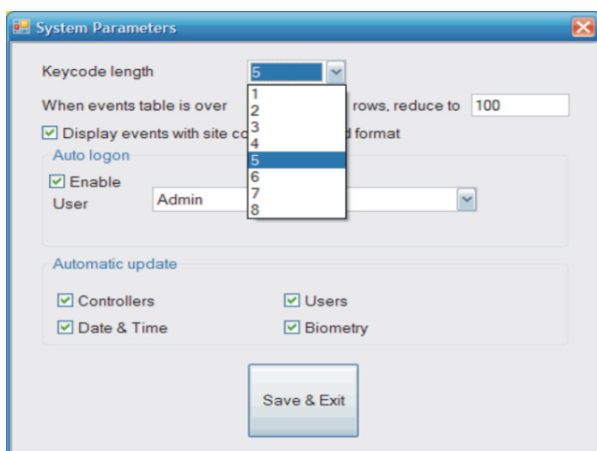 System Parameters
Keycode length 5
1
2
3
4
5
6
7
8
When events table is over rows, reduce to 100
Display events with site co d format
Auto logon
Enable
User Admin
Automatic update
Controllers Users
Date & Time Biometry
Save & Exit